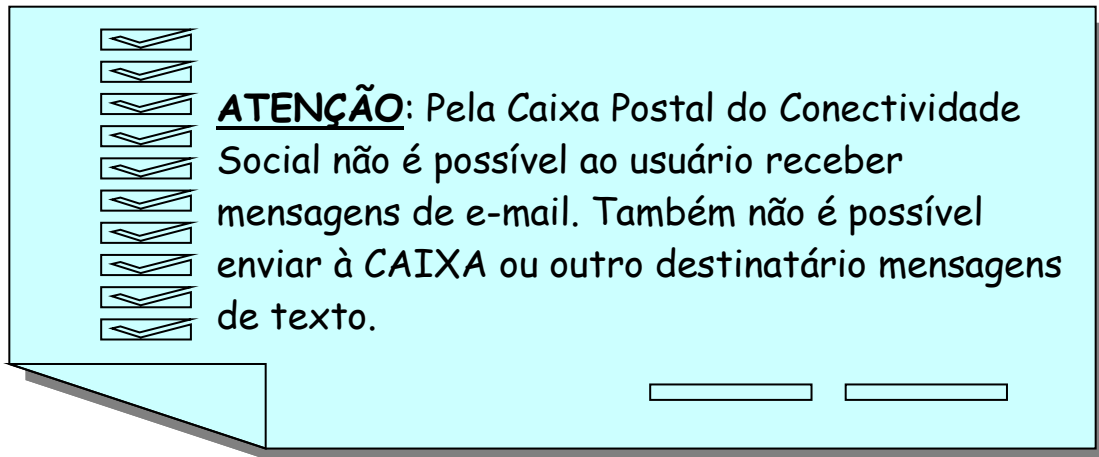 ATENÇÃO: Pela Caixa Postal do Conectividade
Social não é possível ao usuário receber
mensagens de e-mail. Também não é possível
enviar à CAIXA ou outro destinatário mensagens
de texto.